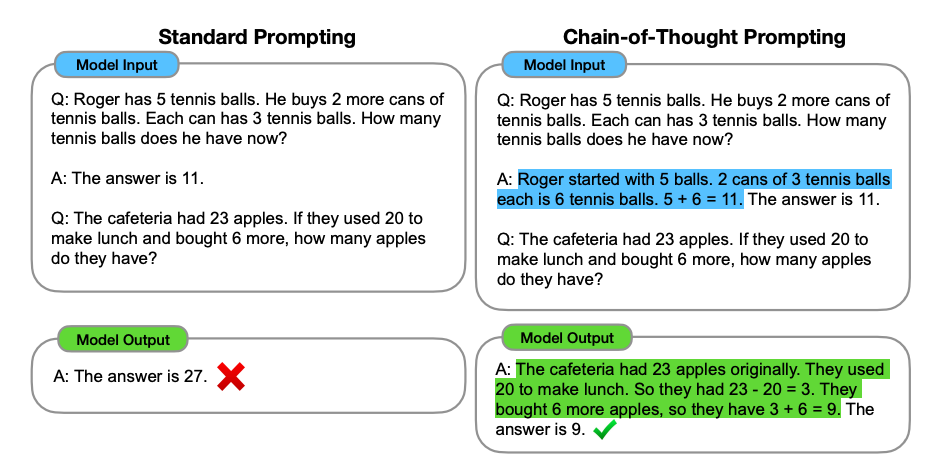 Standard Prompting
Model Input
Q: Roger has 5 tennis balls. He buys 2 more cans of
tennis balls. Each can has 3 tennis balls. How many
tennis balls does he have now?
A: The answer is 11.
Q: The cafeteria had 23 apples. If they used 20 to
make lunch and bought 6 more, how many apples
do they have?
Model Output
A: The answer is 27.
Chain-of-Thought Prompting
Model Input
Q: Roger has 5 tennis balls. He buys 2 more cans of
tennis balls. Each can has 3 tennis balls. How many
tennis balls does he have now?
A: Roger started with 5 balls. 2 cans of 3 tennis balls
each is 6 tennis balls. 5 + 6 = 11. The answer is 11.
Q: The cafeteria had 23 apples. If they used 20 to
make lunch and bought 6 more, how many apples
do they have?
Model Output
A: The cafeteria had 23 apples originally. They used
20 to make lunch. So they had 23 - 20 = 3. They
bought 6 more apples, so they have 3 + 6 = 9. The
answer is 9.